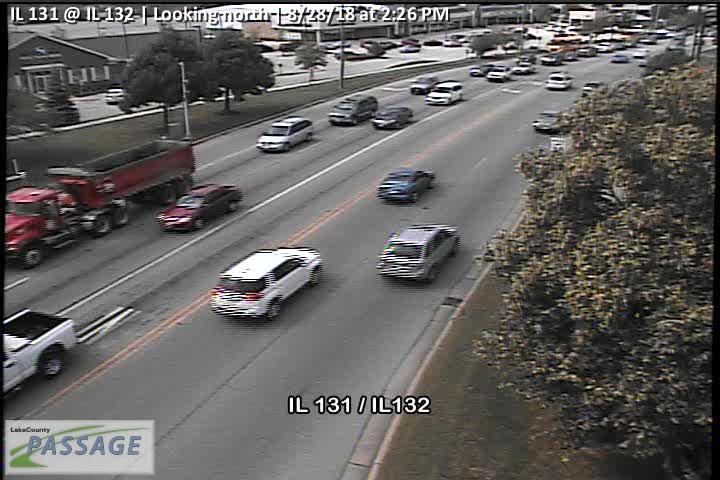 IL 131 @ IL 132 | Looking north | 8/28/18 at 2:26 PM
IL 131 / IL132
LakeCounty
PASSAGE